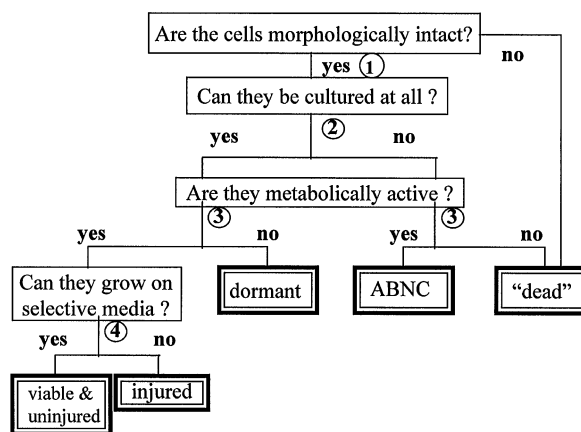 Are the cells morphologically intact?
yes 1 no
Can they be cultured at all ?
2
yes no
Are they metabolically active ?
3 3
yes no yes no
Can they grow on
selective media ?
dormant
ABNC
“dead”
4
yes no
viable &
uninjured
injured